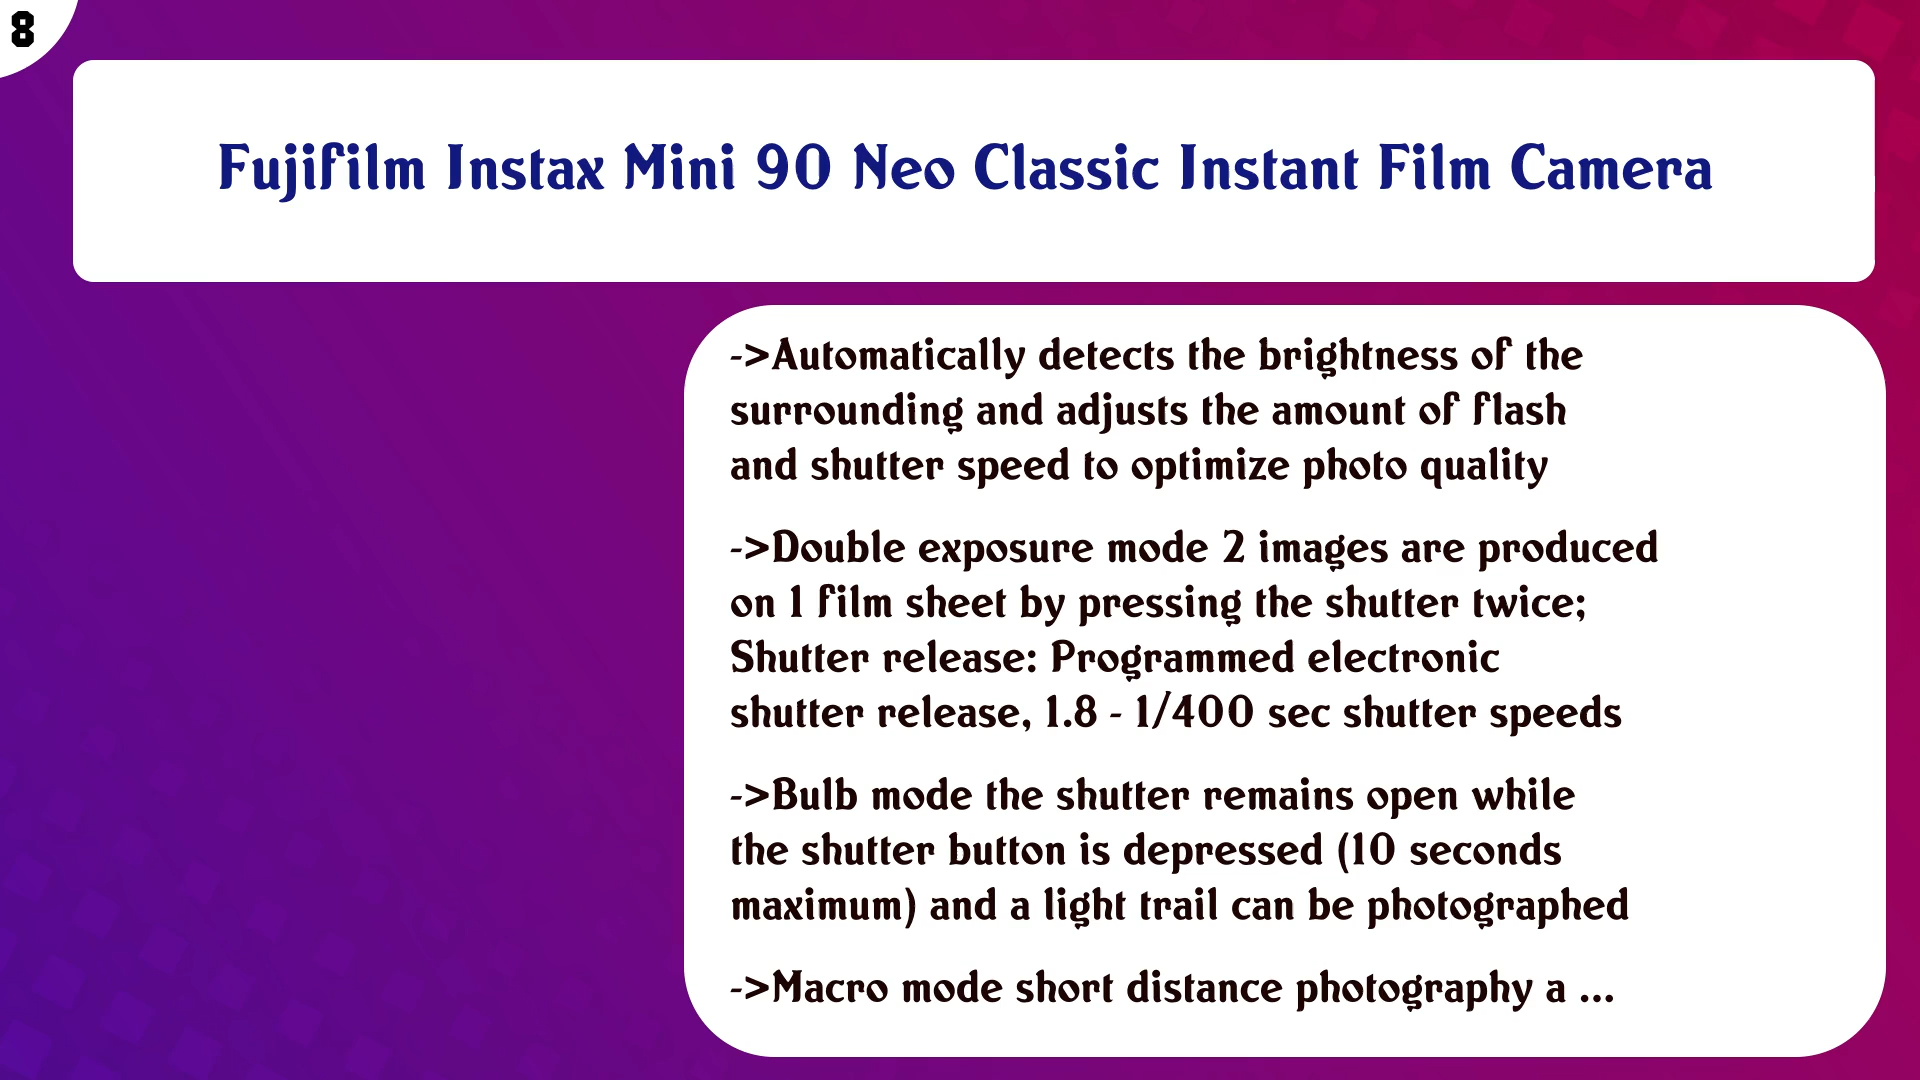 8
Fujifilm Instax Mini 90 Neo Classic Instant Film Camera
->Automatically detects the brightness of the
surrounding and adjusts the amount of flash
and shutter speed to optimize photo quality
->Double exposure mode 2 images are produced
on 1 film sheet by pressing the shutter twice;
Shutter release: Programmed electronic
shutter release, 1.8 - 1/400 sec shutter speeds
->Bulb mode the shutter remains open while
the shutter button is depressed (10 seconds
maximum) and a light trail can be photographed
->Macro mode short distance photography a ...